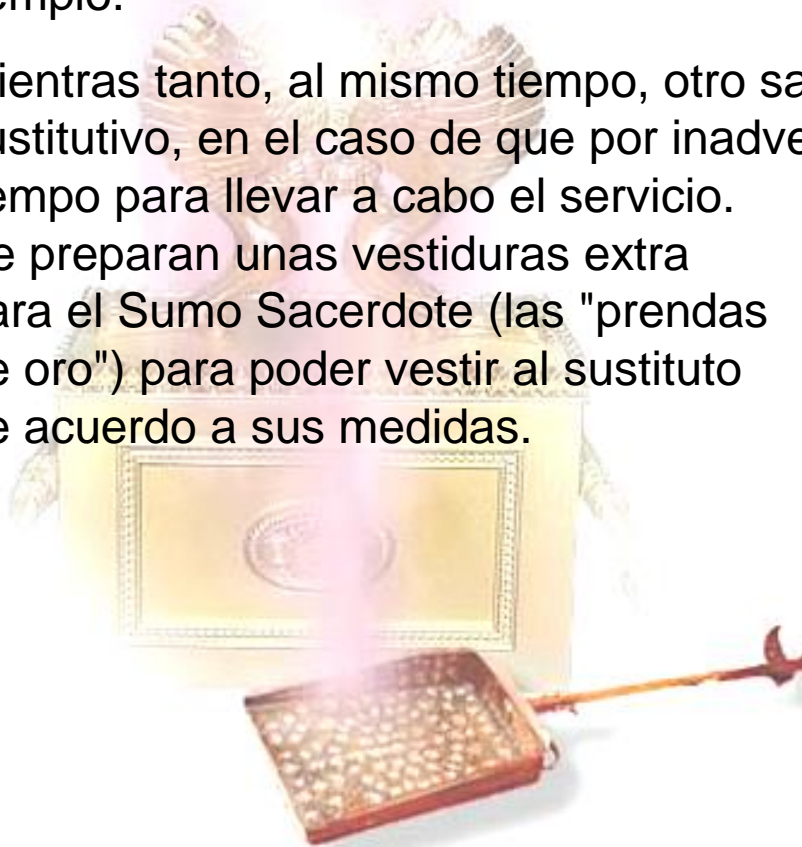 emplo.
ientras tanto, al mismo tiempo, otro sa
ustitutivo, en el caso de que por inadve
empo para llevar a cabo el servicio.
e preparan unas vestiduras extra
ara el Sumo Sacerdote (las "prendas
e oro") para poder vestir al sustituto
e acuerdo a sus medidas.